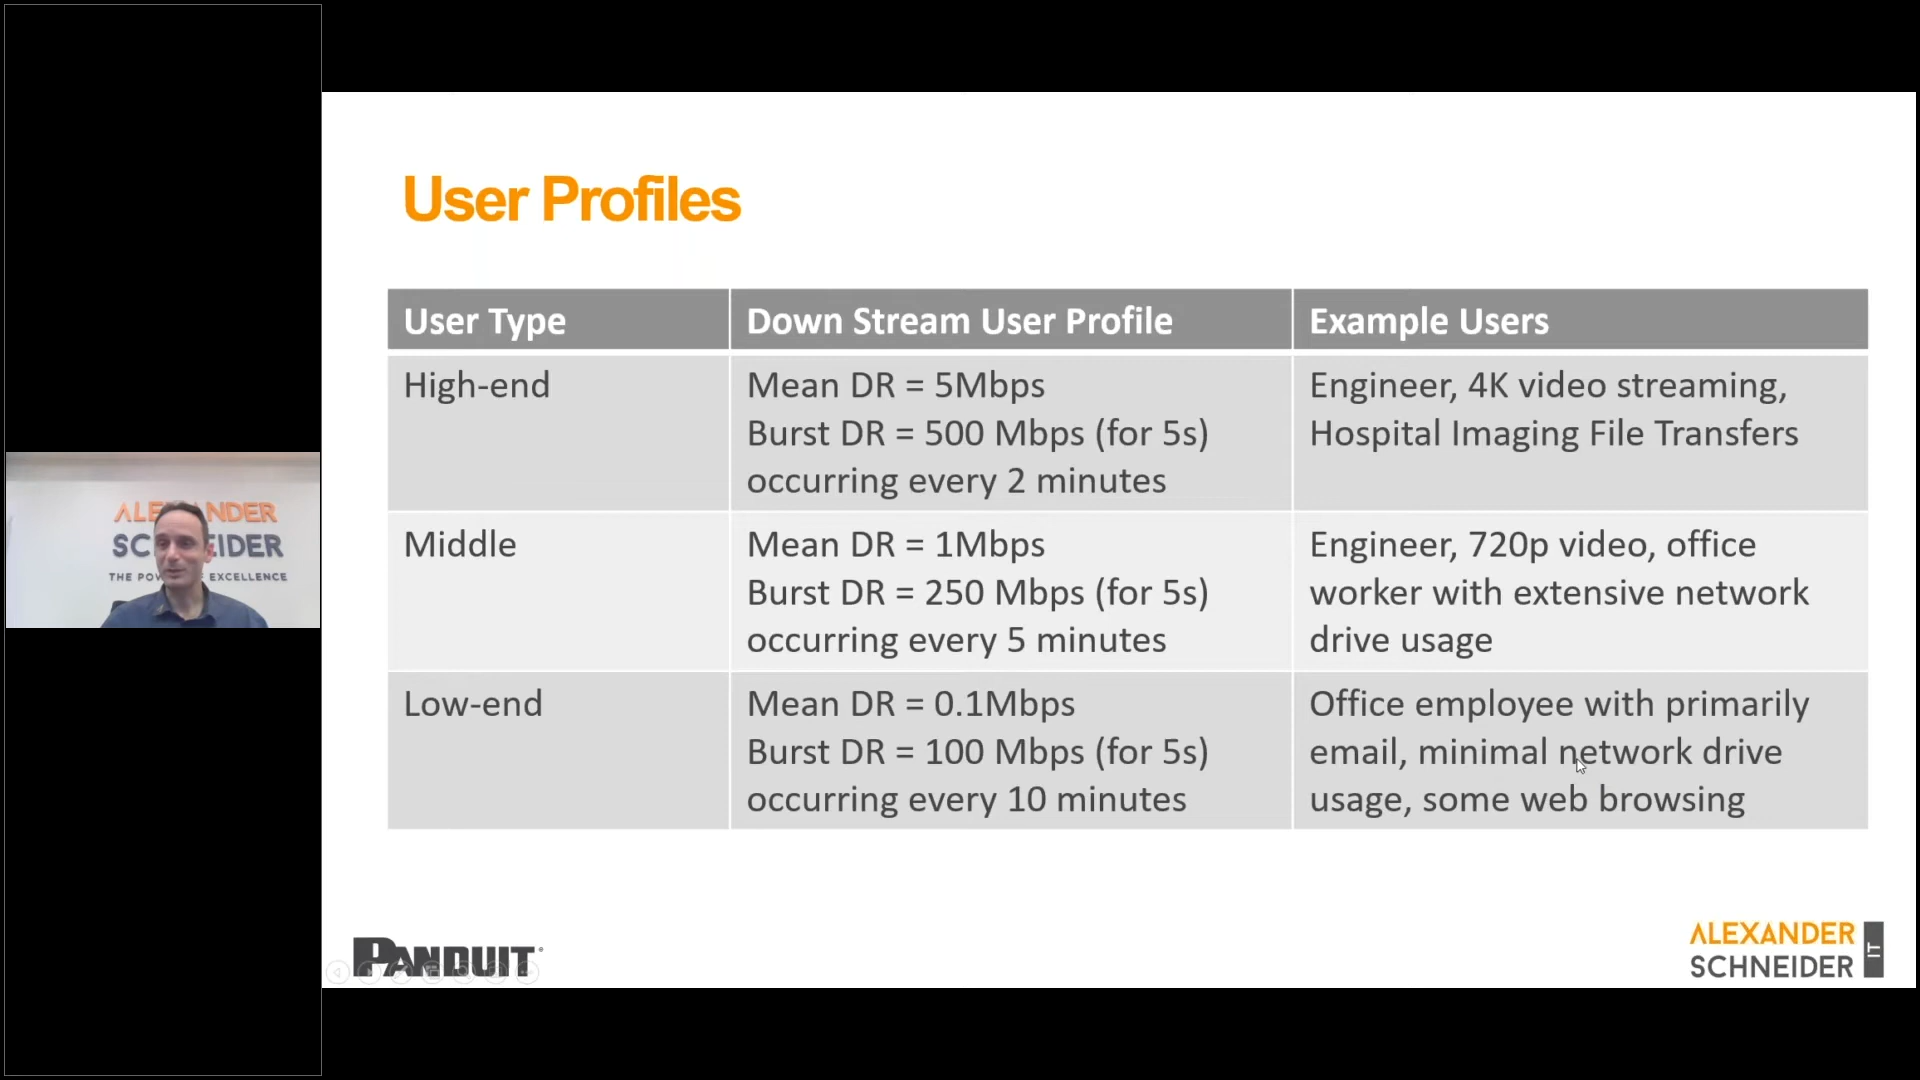 User Profiles
User Type
Down Stream User Profile
Example Users
High-end
Mean DR = 5Mbps
Burst DR = 500 Mbps (for 5s)
occurring every 2 minutes
Engineer, 4K video streaming,
Hospital Imaging File Transfers
Middle
Mean DR = 1Mbps
Burst DR = 250 Mbps (for 5s)
occurring every 5 minutes
Engineer, 720p video, office
worker with extensive network
drive usage
Low-end
Mean DR = 0.1Mbps
Burst DR = 100 Mbps (for 5s)
occurring every 10 minutes
Office employee with primarily
email, minimal network drive
usage, some web browsing
PANDUIT
ALEXANDER
SCHNEIDER
IT
THE EXCELLENCE